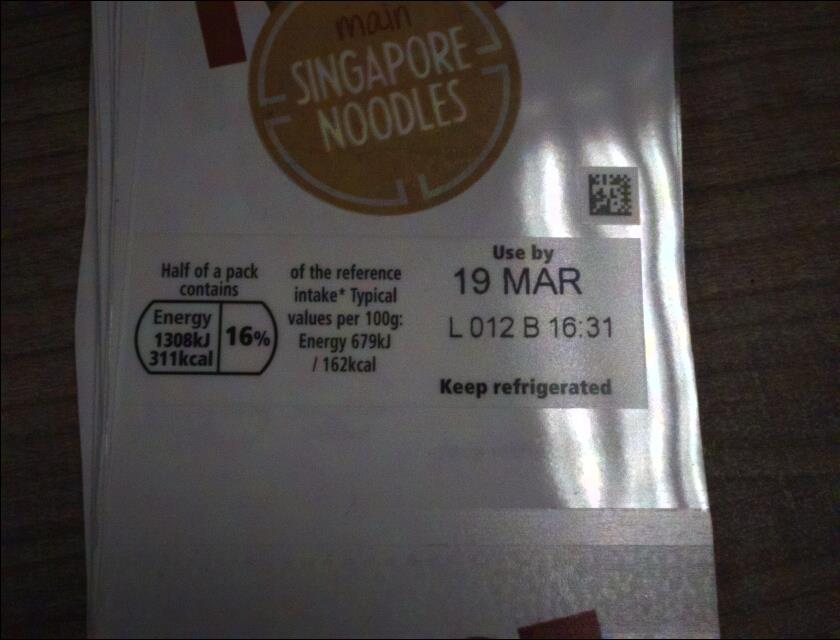 main
SINGAPORE
NOODLES
Half of a pack
contains
Energy
1308kJ
311kcal
16%
of the reference
intake* Typical
values per 100g:
Energy 679kJ
/ 162kcal
Use by
19 MAR
L 012 B 16:31
Keep refrigerated